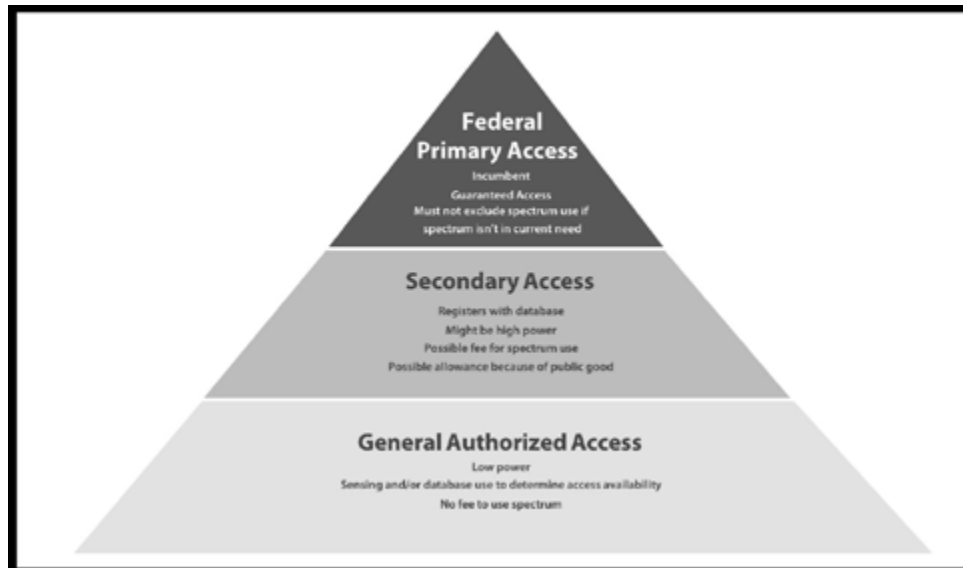 Federal
Primary Access
Incumbent
Guaranteed Access
Must not exclude spectrum use if
spectrum isn't in current need
Secondary Access
Registers with database
Might be high power
Possible fee for spectrum use
Possible allowance because of public good
General Authorized Access
Low power
Sensing and/or database use to determine access availability
No fee to use spectrum